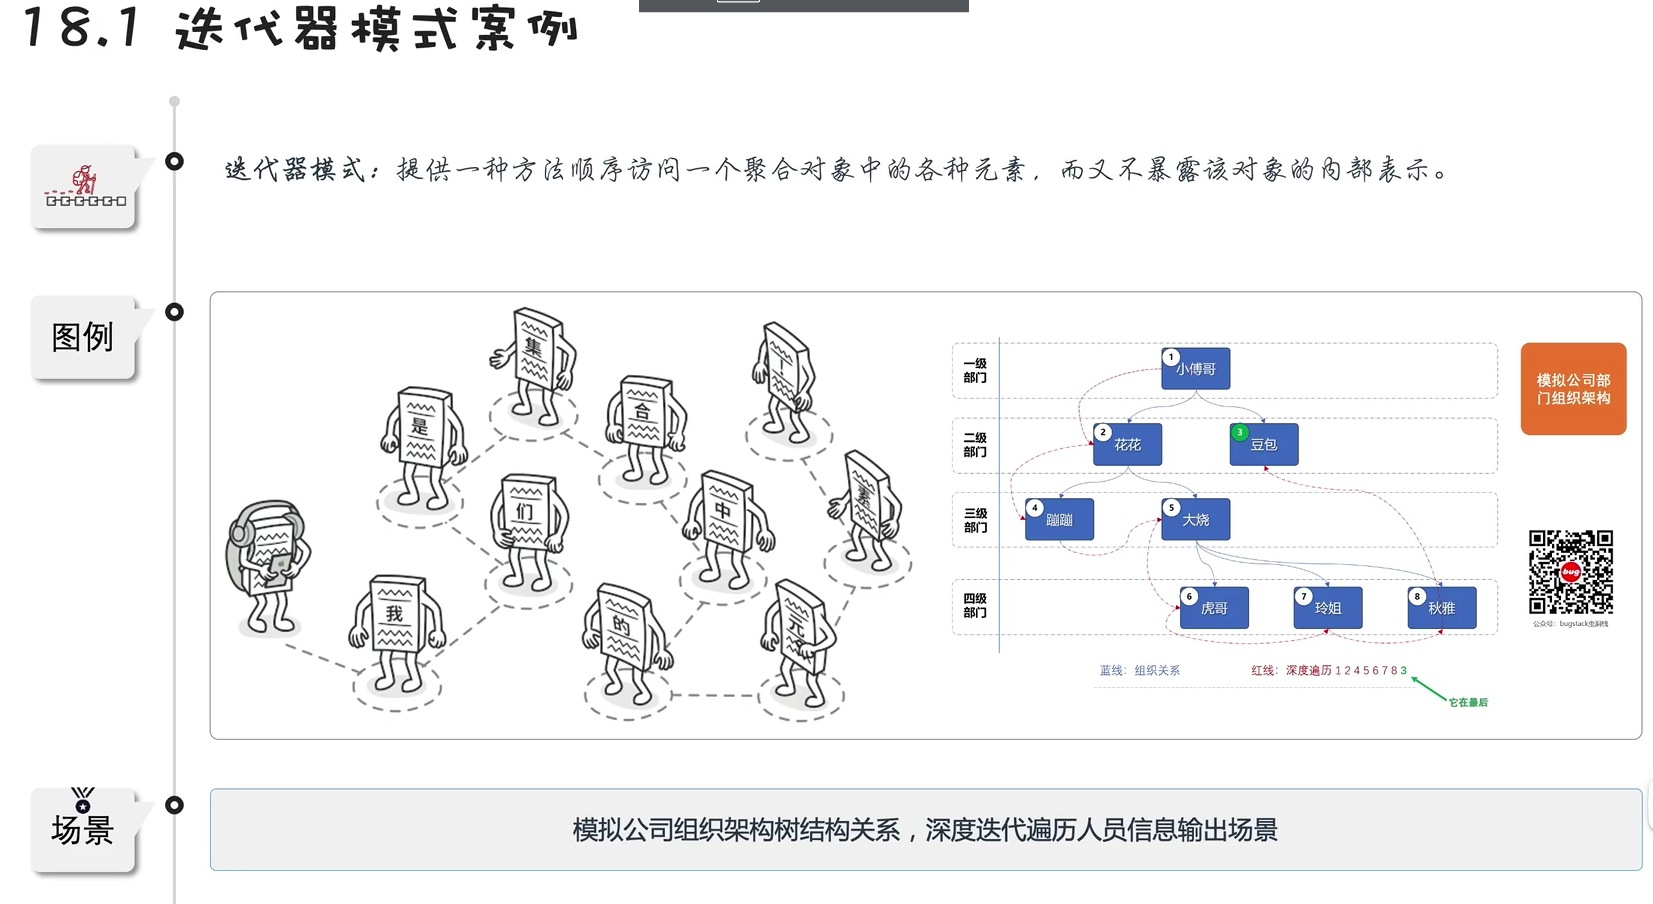 18.1 迭代器模式案例
迭代器模式：提供一种方法顺序访问一个聚合对象中的各种元素，而又不暴露该对象的内部表示。
图例
我
们
是
集
合
中
的
元
素
！
一级
部门
1
小傅哥
二级
部门
2
花花
3
豆包
三级
部门
4
蹦蹦
5
大烧
四级
部门
6
虎哥
7
玲姐
8
秋雅
蓝线：组织关系
红线：深度遍历 1 2 4 5 6 7 8 3
它在最后
模拟公司部
门组织架构
bug
公众号：bugstack虫洞栈
场景
模拟公司组织架构树结构关系，深度迭代遍历人员信息输出场景